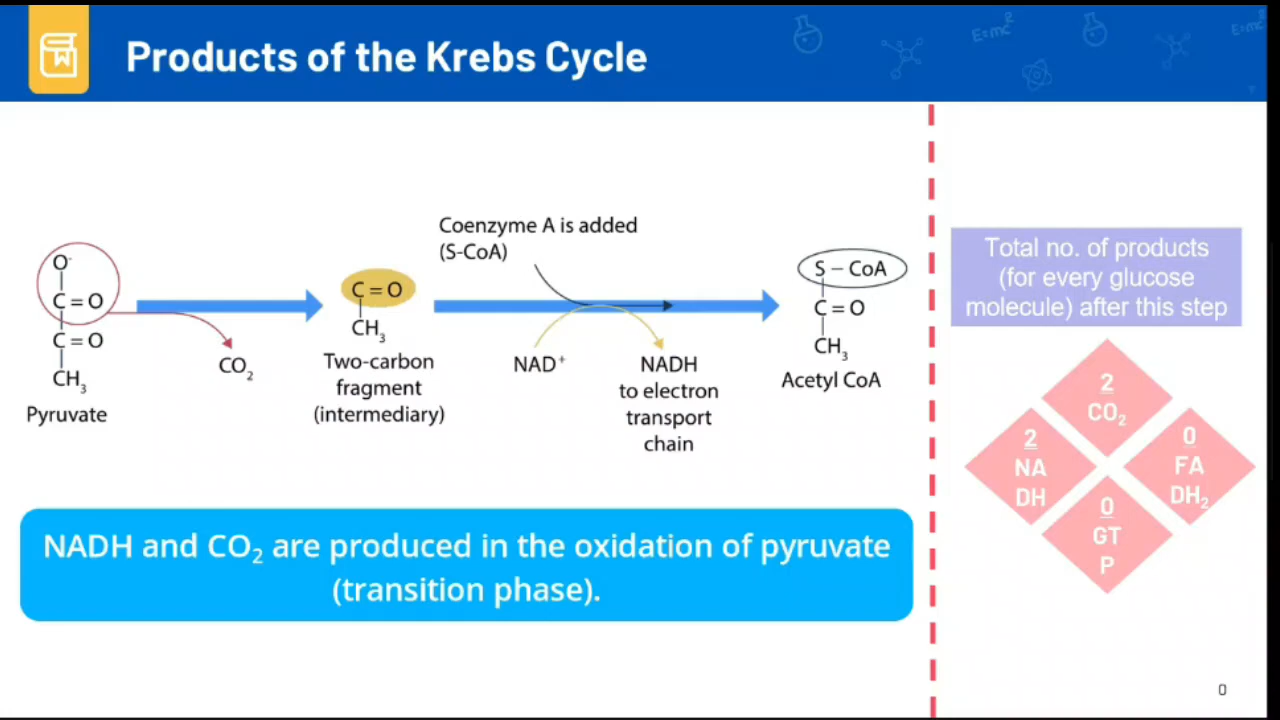 Products of the Krebs Cycle
E=mc²
E=mc²
Coenzyme A is added
(S-CoA)
O⁻
C=O
C=O
CH₃
Pyruvate
CO₂
C=O
CH₃
Two-carbon
fragment
(intermediary)
NAD⁺
NADH
to electron
transport
chain
S – CoA
C=O
CH₃
Acetyl CoA
NADH and CO₂ are produced in the oxidation of pyruvate
(transition phase).
Total no. of products
(for every glucose
molecule) after this step
2
CO₂
2
NA
DH
0
FA
DH₂
0
GT
P
0